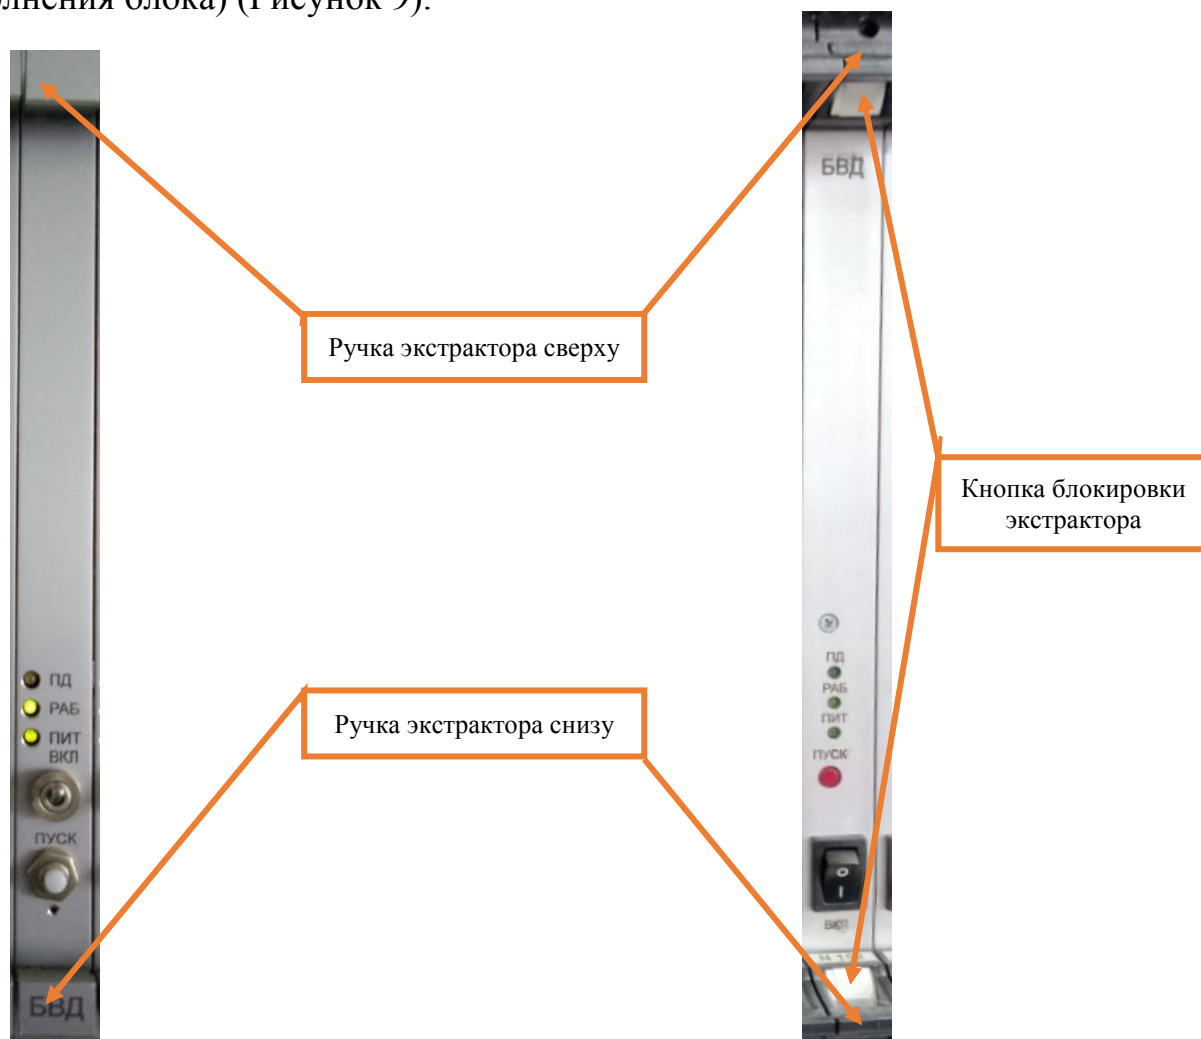 лнения блока) (Рисунок 9).
БВД
Ручка экстрактора сверху
Кнопка блокировки
экстрактора
ПД
РАБ
ПИТ
ВКЛ
ПУСК
БВД
Ручка экстрактора снизу
ПД
РАБ
ПИТ
ПУСК
ВКЛ